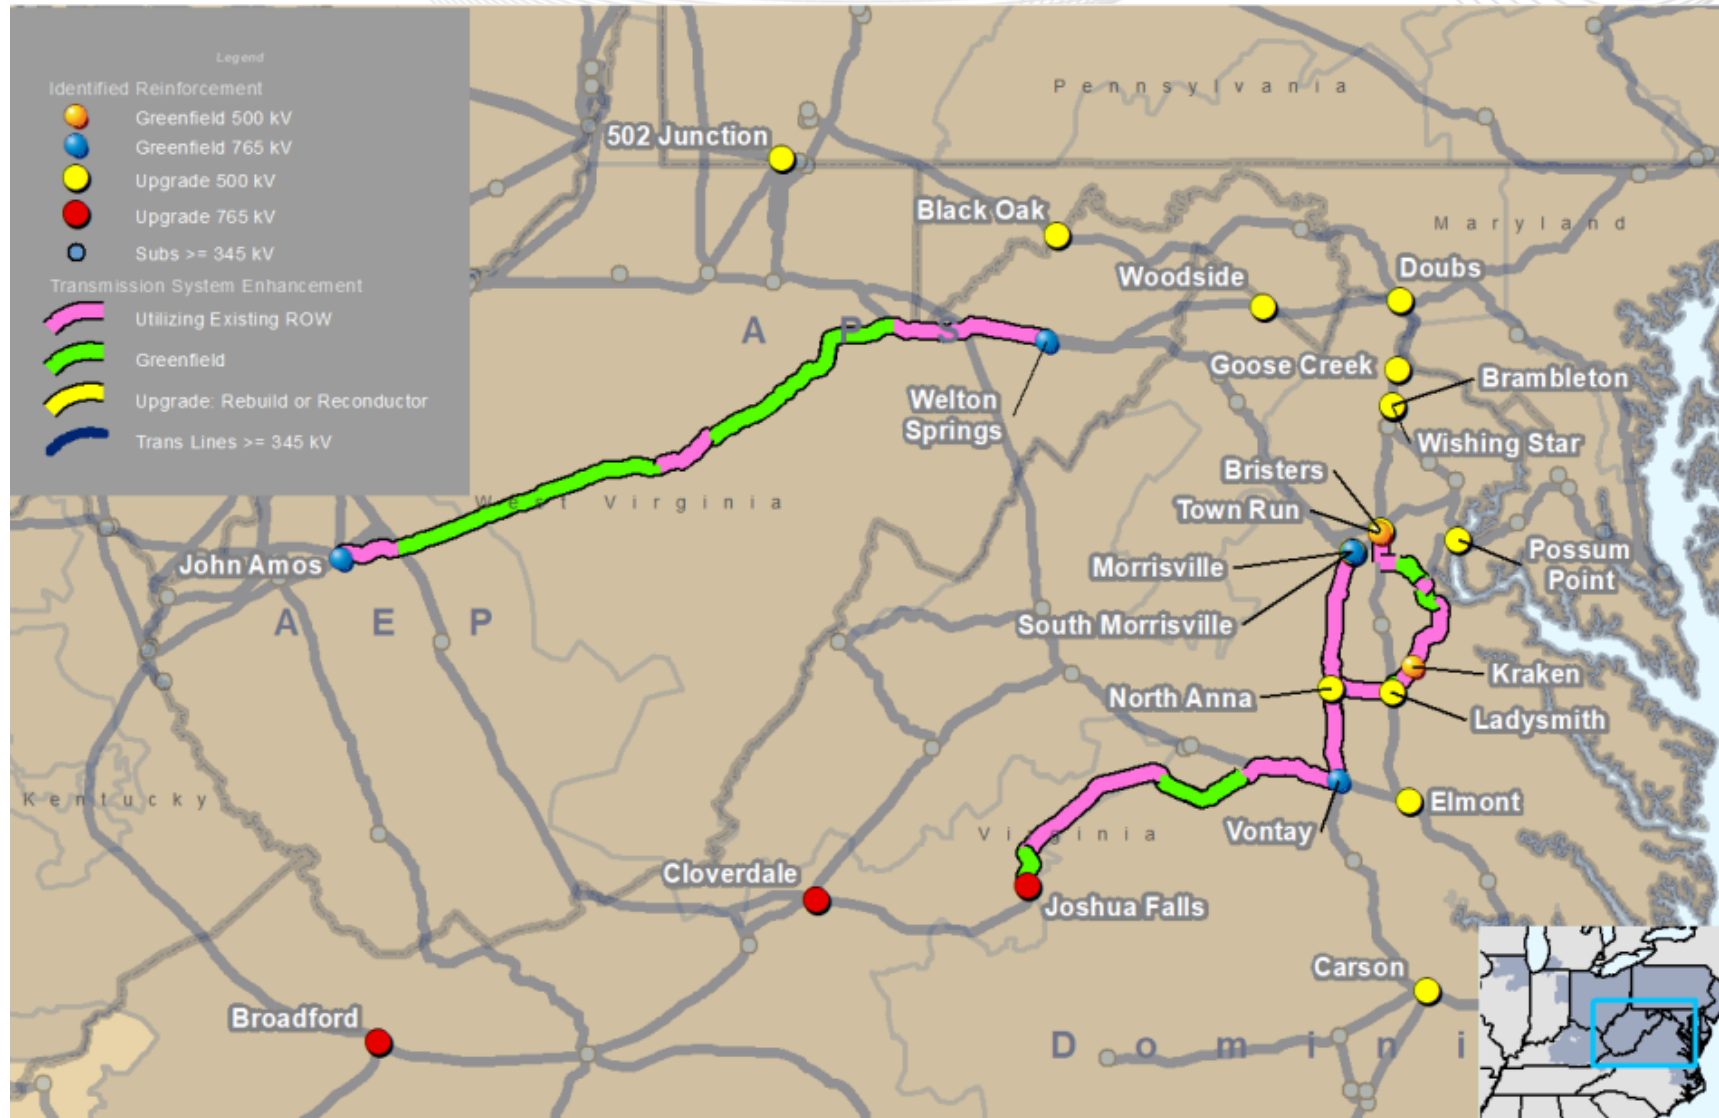 Legend
Identified Reinforcement
Greenfield 500 kV
Greenfield 765 kV
Upgrade 500 kV
Upgrade 765 kV
Subs >= 345 kV
Transmission System Enhancement
Utilizing Existing ROW
Greenfield
Upgrade: Rebuild or Reconductor
Trans Lines >= 345 kV
Pennsylvania
502 Junction
Black Oak
Maryland
Woodside
Doubs
APS
Goose Creek
Brambleton
Welton
Springs
Wishing Star
Bristers
West Virginia
Town Run
John Amos
Morrisville
Possum
Point
AEP
South Morrisville
Kraken
North Anna
Ladysmith
Kentucky
Elmont
Virginia
Vontay
Cloverdale
Joshua Falls
Carson
Broadford
Domini